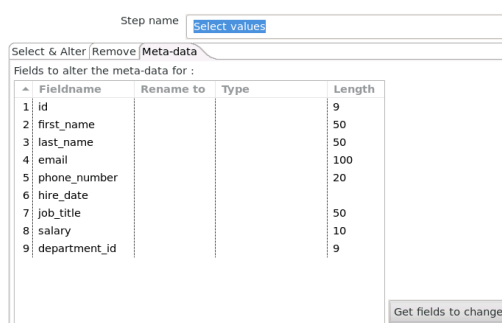 Step name Select values
Select & Alter Remove Meta-data
Fields to alter the meta-data for :
Fieldname Rename to Type Length
1 id 9
2 first_name 50
3 last_name 50
4 email 100
5 phone_number 20
6 hire_date
7 job_title 50
8 salary 10
9 department_id 9
Get fields to change